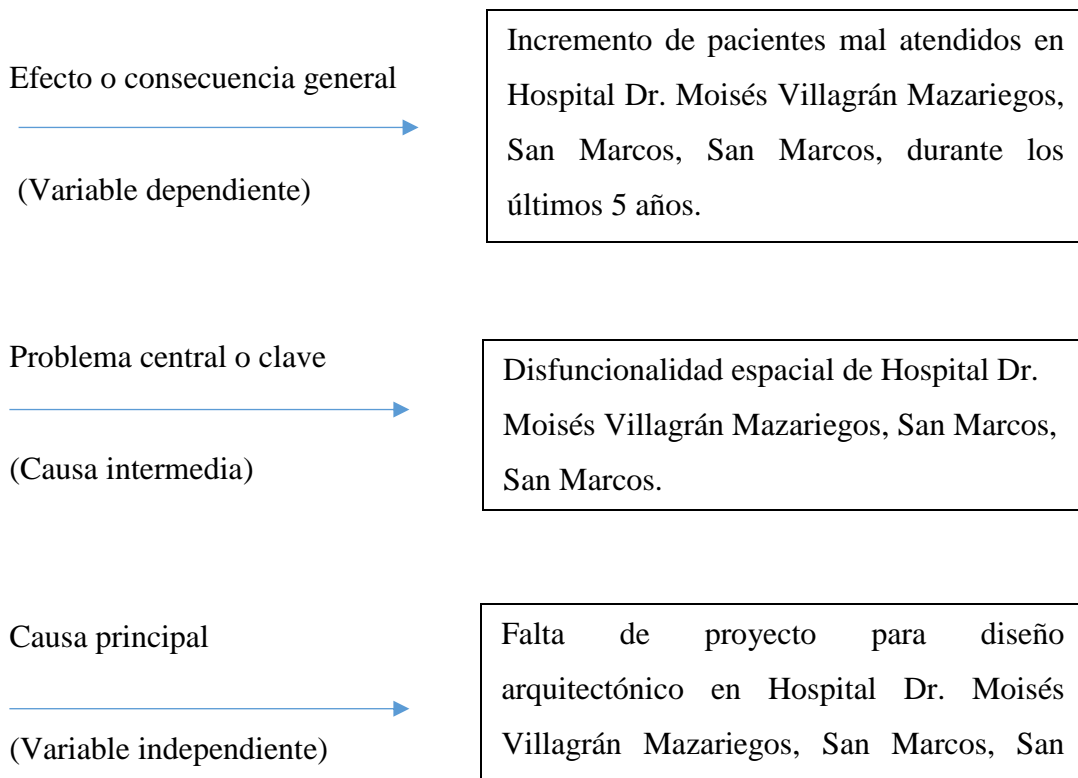 Efecto o consecuencia general
(Variable dependiente)
Incremento de pacientes mal atendidos en
Hospital Dr. Moisés Villagrán Mazariegos,
San Marcos, San Marcos, durante los
últimos 5 años.
Problema central o clave
(Causa intermedia)
Disfuncionalidad espacial de Hospital Dr.
Moisés Villagrán Mazariegos, San Marcos,
San Marcos.
Causa principal
(Variable independiente)
Falta de proyecto para diseño
arquitectónico en Hospital Dr. Moisés
Villagrán Mazariegos, San Marcos, San